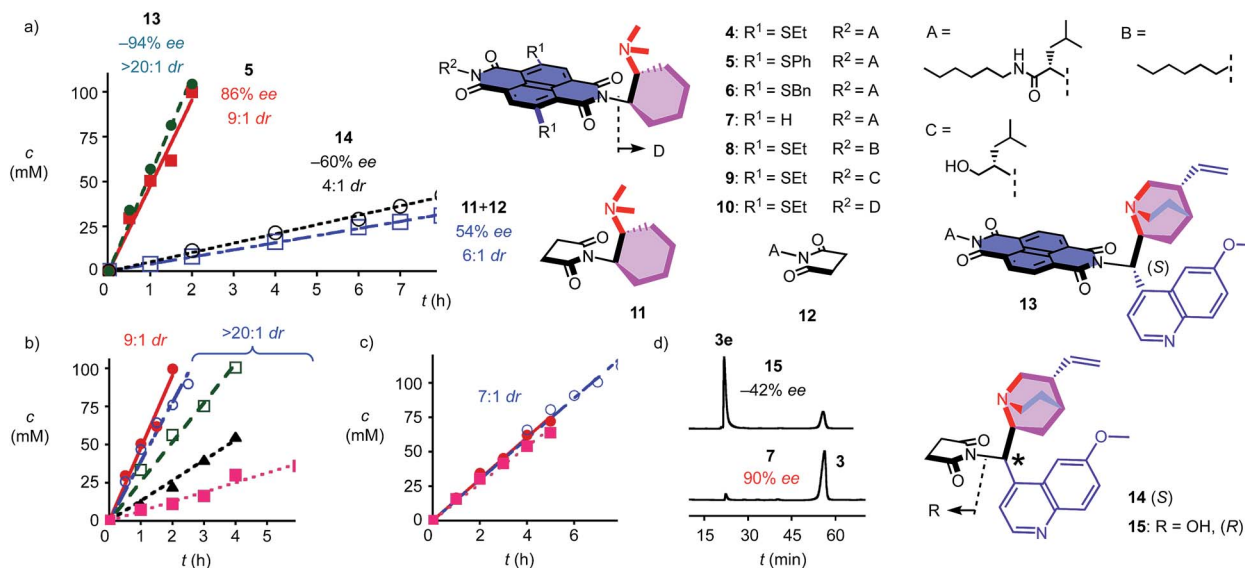 a)
13
–94% ee
>20:1 dr
5
86% ee
9:1 dr
14
–60% ee
4:1 dr
11+12
54% ee
6:1 dr
c
(mM)
100
75
50
25
0
0 1 2 3 4 5 6 7
t (h)
R¹
R²
N
O
O
O
O
N
N
R¹
D
4: R¹ = SEt R² = A
5: R¹ = SPh R² = A
6: R¹ = SBn R² = A
7: R¹ = H R² = A
8: R¹ = SEt R² = B
9: R¹ = SEt R² = C
10: R¹ = SEt R² = D
A =
H
N
O
B =
C =
HO
N
O
O
N
11
A
N
O
O
12
A
N
O
O
O
O
N
N
(S)
O
N
13
b)
9:1 dr
>20:1 dr
c
(mM)
100
75
50
25
0
1 2 3 4 5
t (h)
c)
7:1 dr
100
75
50
25
0
0 2 4 6
t (h)
d)
3e
15
–42% ee
7
90% ee
3
15 30 45 60
t (min)
N
O
O
N
*
R
O
N
14 (S)
15: R = OH, (R)